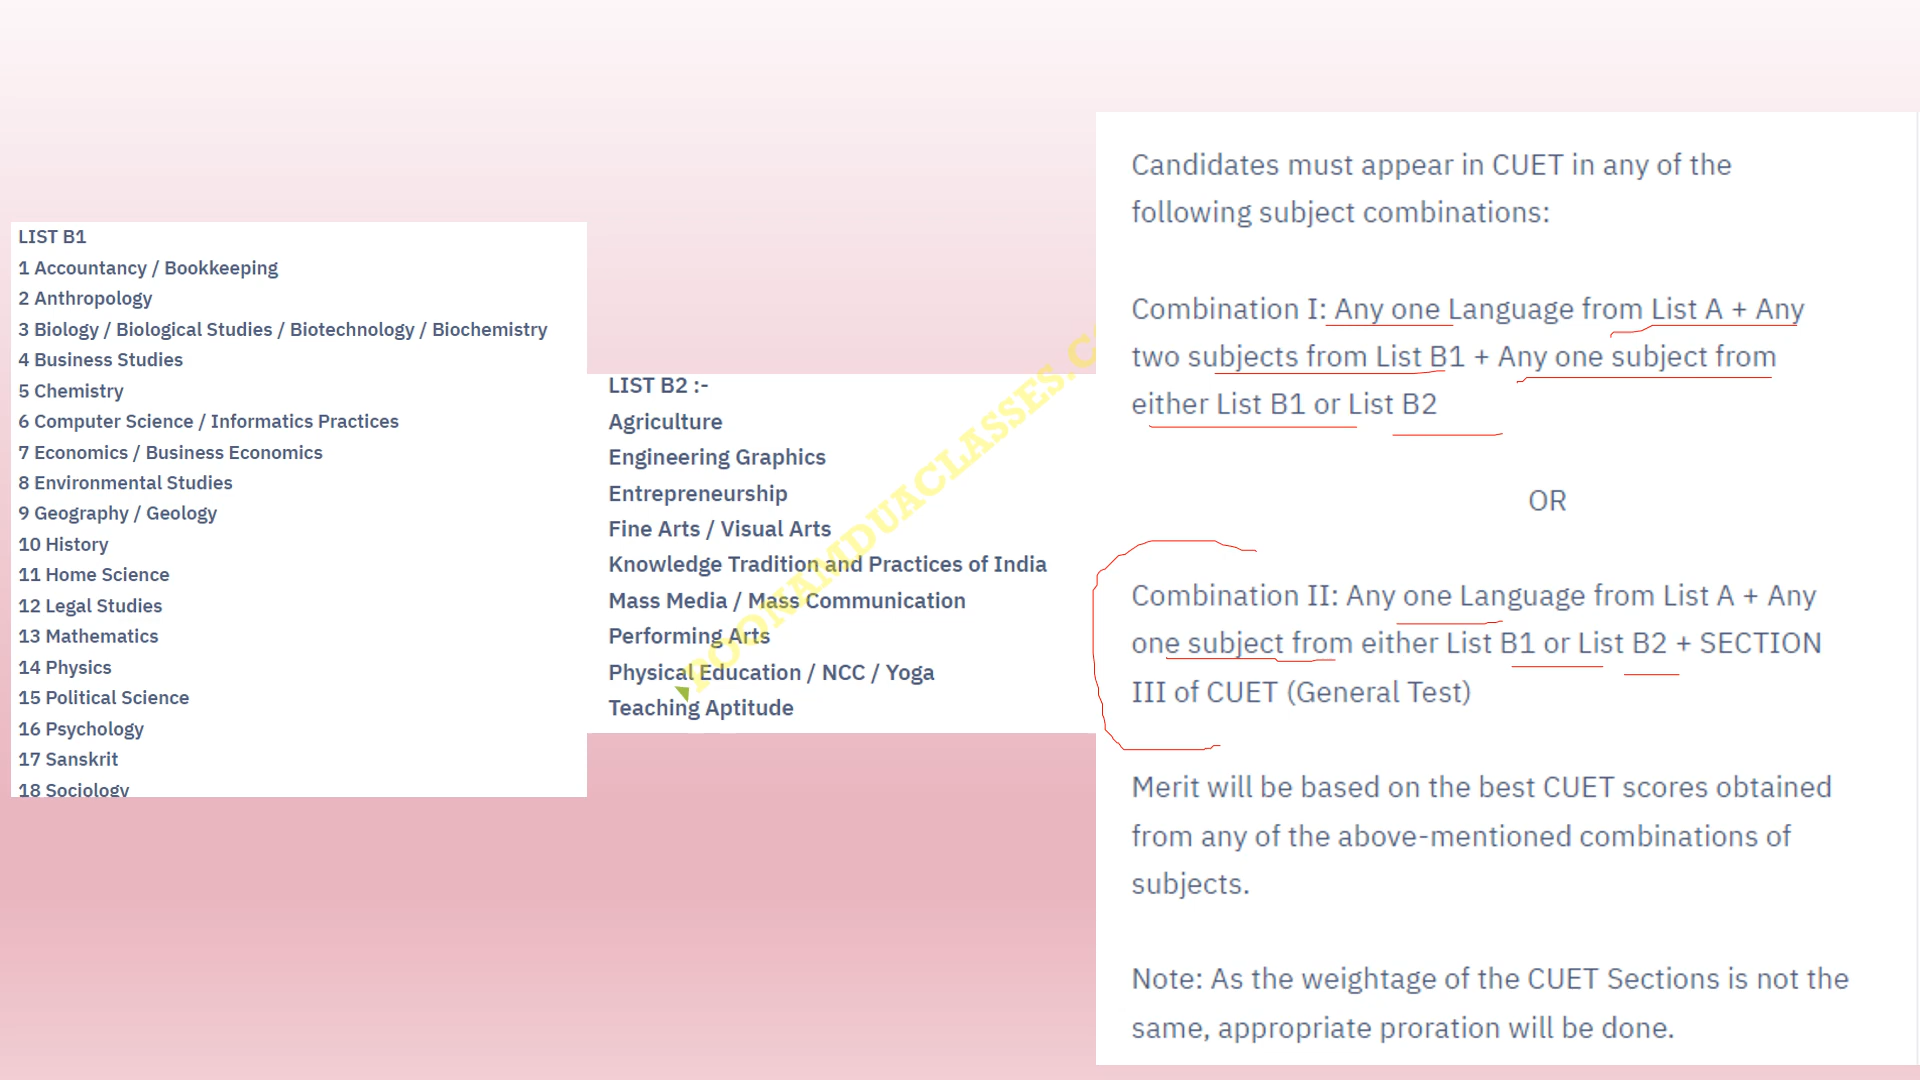 LIST B1
1 Accountancy / Bookkeeping
2 Anthropology
3 Biology / Biological Studies / Biotechnology / Biochemistry
4 Business Studies
5 Chemistry
6 Computer Science / Informatics Practices
7 Economics / Business Economics
8 Environmental Studies
9 Geography / Geology
10 History
11 Home Science
12 Legal Studies
13 Mathematics
14 Physics
15 Political Science
16 Psychology
17 Sanskrit
18 Sociology
LIST B2 :-
Agriculture
Engineering Graphics
Entrepreneurship
Fine Arts / Visual Arts
Knowledge Tradition and Practices of India
Mass Media / Mass Communication
Performing Arts
Physical Education / NCC / Yoga
Teaching Aptitude
POONAMDUACLASSES.C
Candidates must appear in CUET in any of the
following subject combinations:
Combination I: Any one Language from List A + Any
two subjects from List B1 + Any one subject from
either List B1 or List B2
OR
Combination II: Any one Language from List A + Any
one subject from either List B1 or List B2 + SECTION
III of CUET (General Test)
Merit will be based on the best CUET scores obtained
from any of the above-mentioned combinations of
subjects.
Note: As the weightage of the CUET Sections is not the
same, appropriate proration will be done.